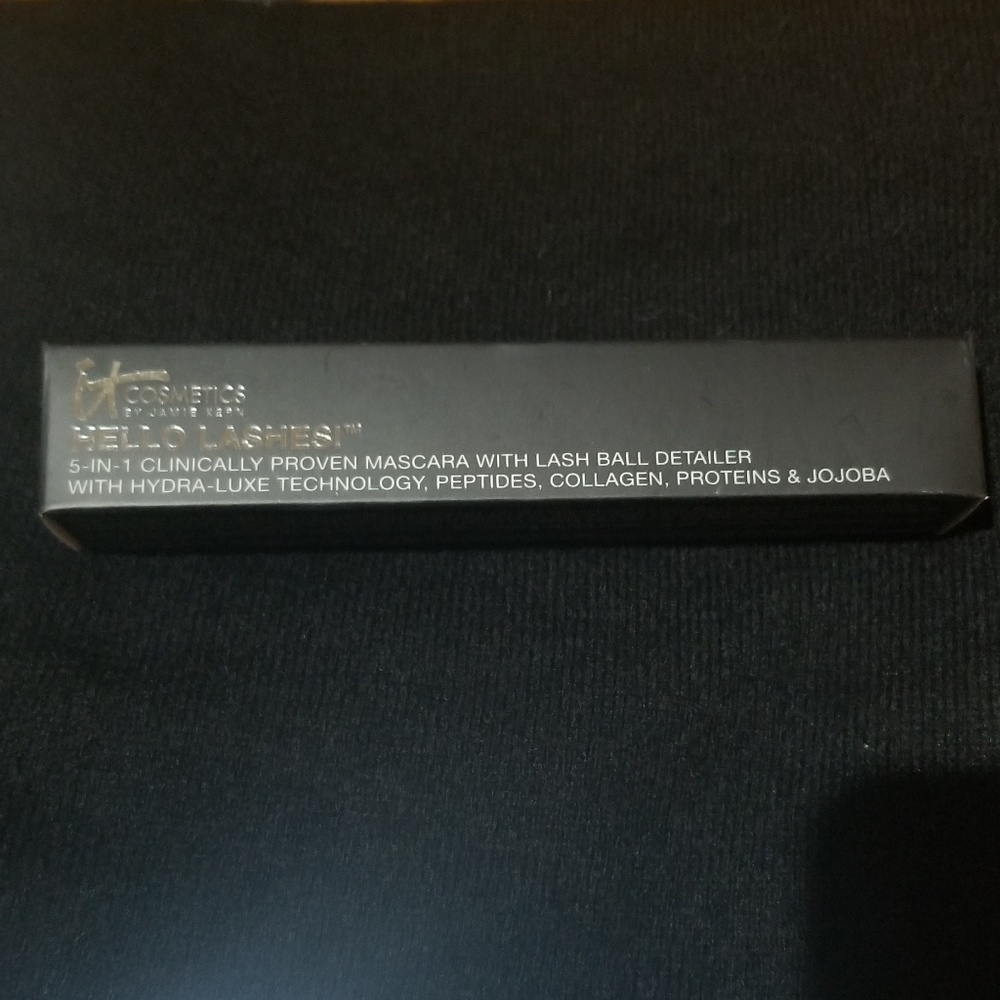 it COSMETICS
BY JAMIE KERN
HELLO LASHES!™
5-IN-1 CLINICALLY PROVEN MASCARA WITH LASH BALL DETAILER
WITH HYDRA-LUXE TECHNOLOGY, PEPTIDES, COLLAGEN, PROTEINS & JOJOBA